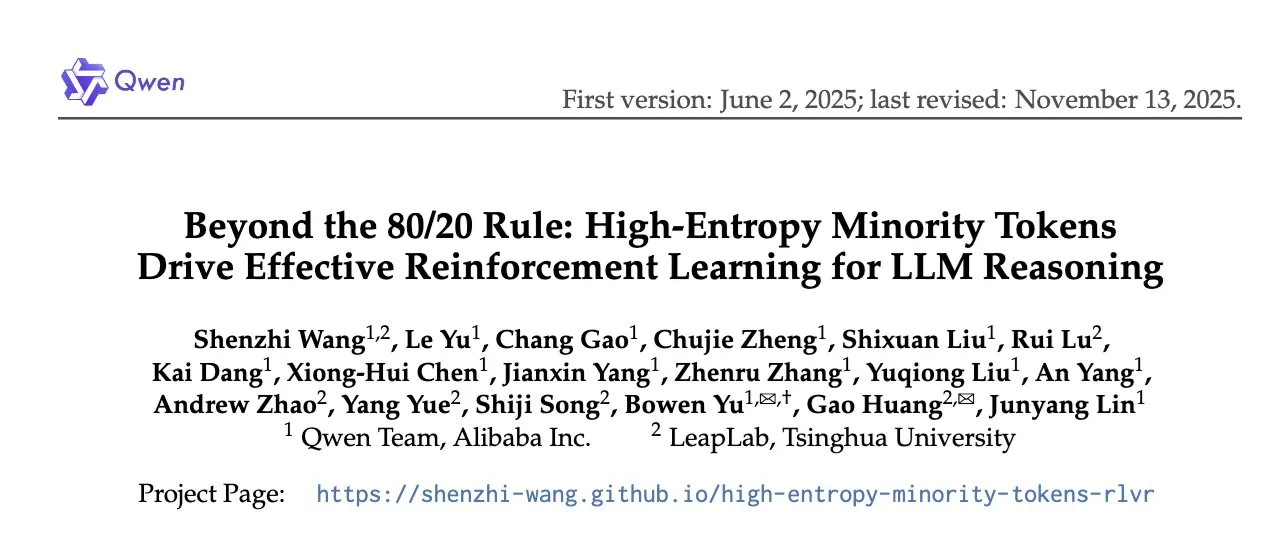 Qwen
First version: June 2, 2025; last revised: November 13, 2025.
Beyond the 80/20 Rule: High-Entropy Minority Tokens
Drive Effective Reinforcement Learning for LLM Reasoning
Shenzhi Wang1,2, Le Yu1, Chang Gao1, Chujie Zheng1, Shixuan Liu1, Rui Lu2,
Kai Dang1, Xiong-Hui Chen1, Jianxin Yang1, Zhenru Zhang1, Yuqiong Liu1, An Yang1,
Andrew Zhao2, Yang Yue2, Shiji Song2, Bowen Yu1,✉,†, Gao Huang2,✉, Junyang Lin1
1 Qwen Team, Alibaba Inc. 2 LeapLab, Tsinghua University
Project Page: https://shenzhi-wang.github.io/high-entropy-minority-tokens-rlvr